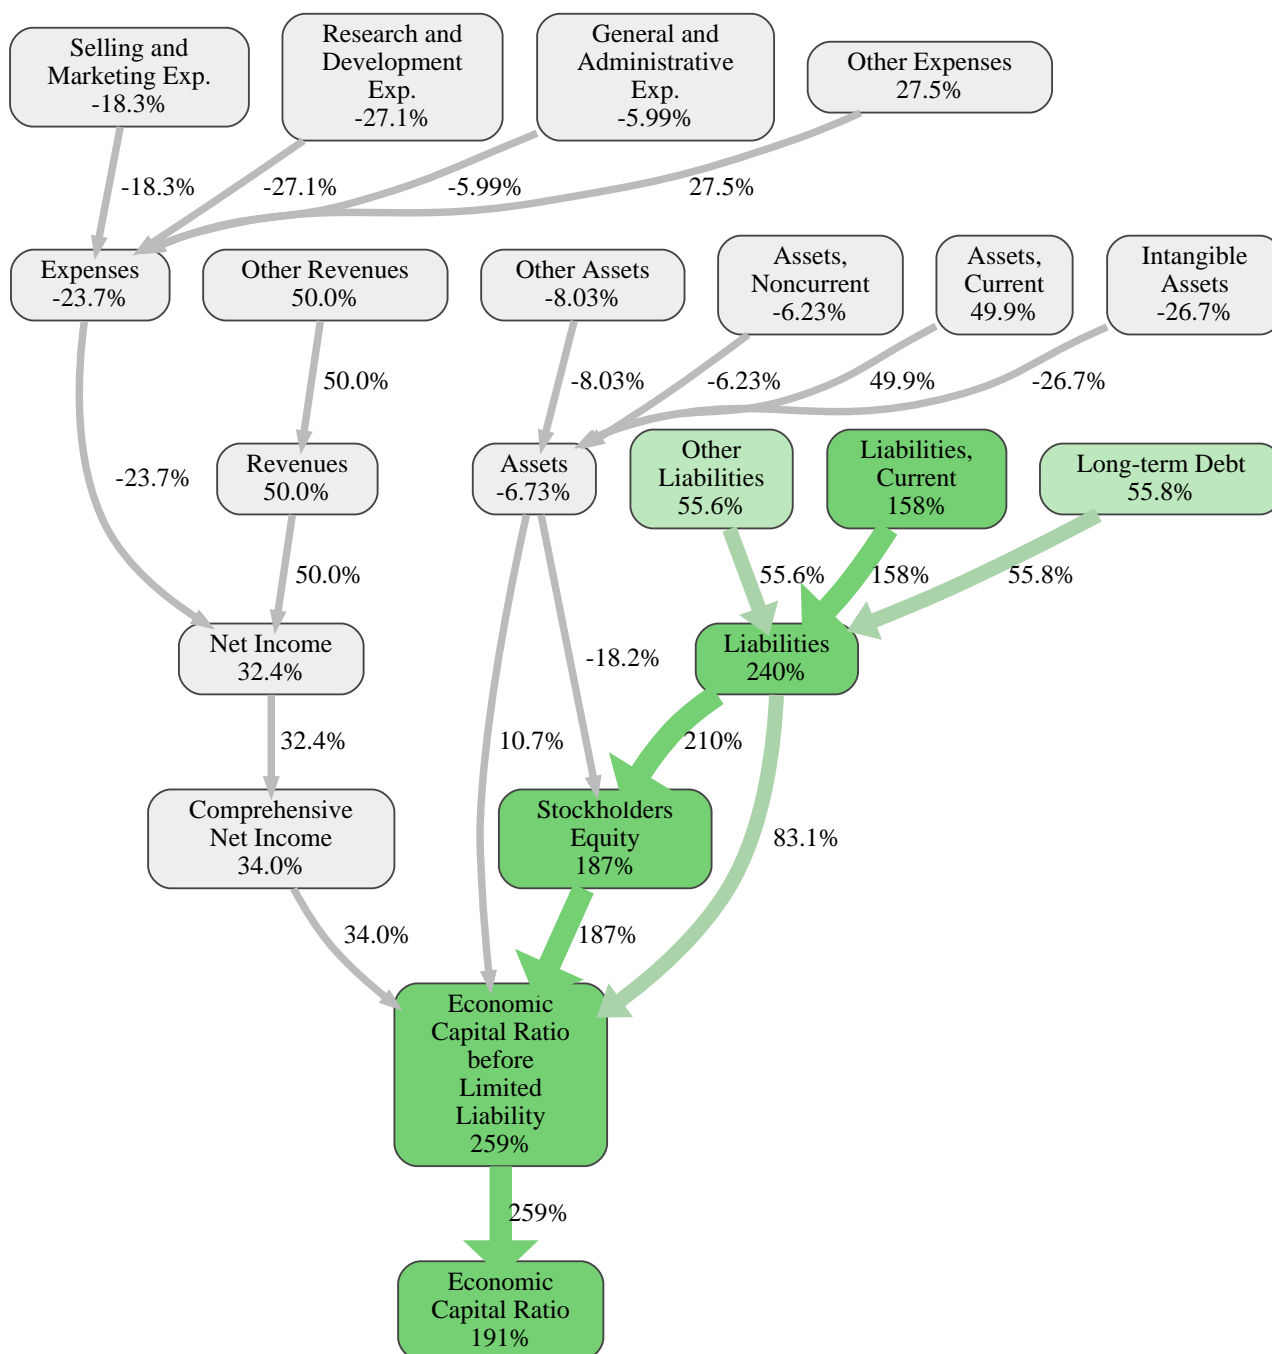 Selling and
Marketing Exp.
-18.3%
Research and
Development
Exp.
-27.1%
General and
Administrative
Exp.
-5.99%
Other Expenses
27.5%
-18.3%
-27.1%
-5.99%
27.5%
Expenses
-23.7%
Other Revenues
50.0%
Other Assets
-8.03%
Assets,
Noncurrent
-6.23%
Assets,
Current
49.9%
Intangible
Assets
-26.7%
50.0%
-8.03%
-6.23%
49.9%
-26.7%
-23.7%
Revenues
50.0%
Assets
-6.73%
Other
Liabilities
55.6%
Liabilities,
Current
158%
Long-term Debt
55.8%
50.0%
55.6%
158%
55.8%
Net Income
32.4%
-18.2%
Liabilities
240%
32.4%
10.7%
210%
Comprehensive
Net Income
34.0%
Stockholders
Equity
187%
83.1%
34.0%
187%
Economic
Capital Ratio
before
Limited
Liability
259%
259%
Economic
Capital Ratio
191%